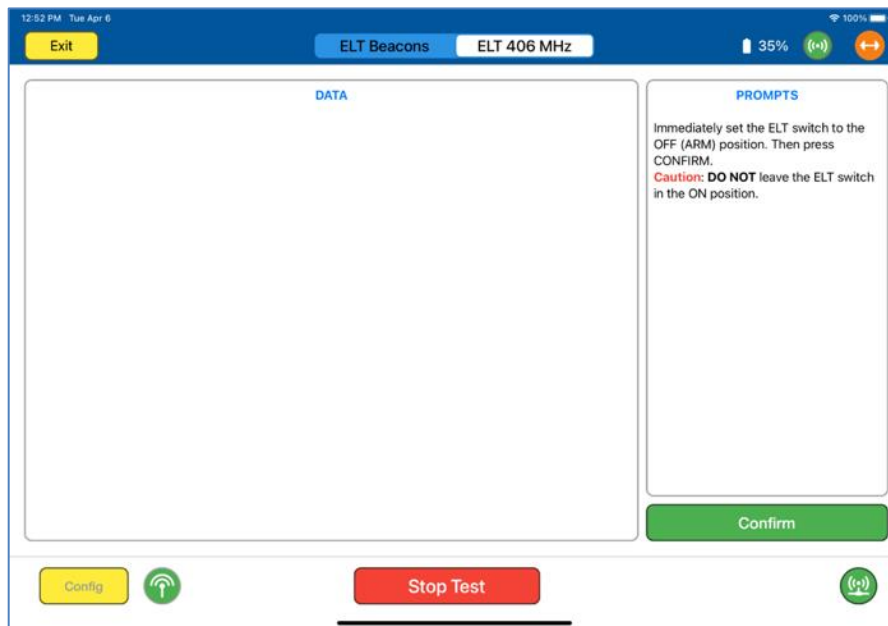 12:52 PM Tue Apr 6
100%
Exit
ELT Beacons
ELT 406 MHz
35%
DATA
PROMPTS
Immediately set the ELT switch to the
OFF (ARM) position. Then press
CONFIRM.
Caution: DO NOT leave the ELT switch
in the ON position.
Confirm
Config
Stop Test